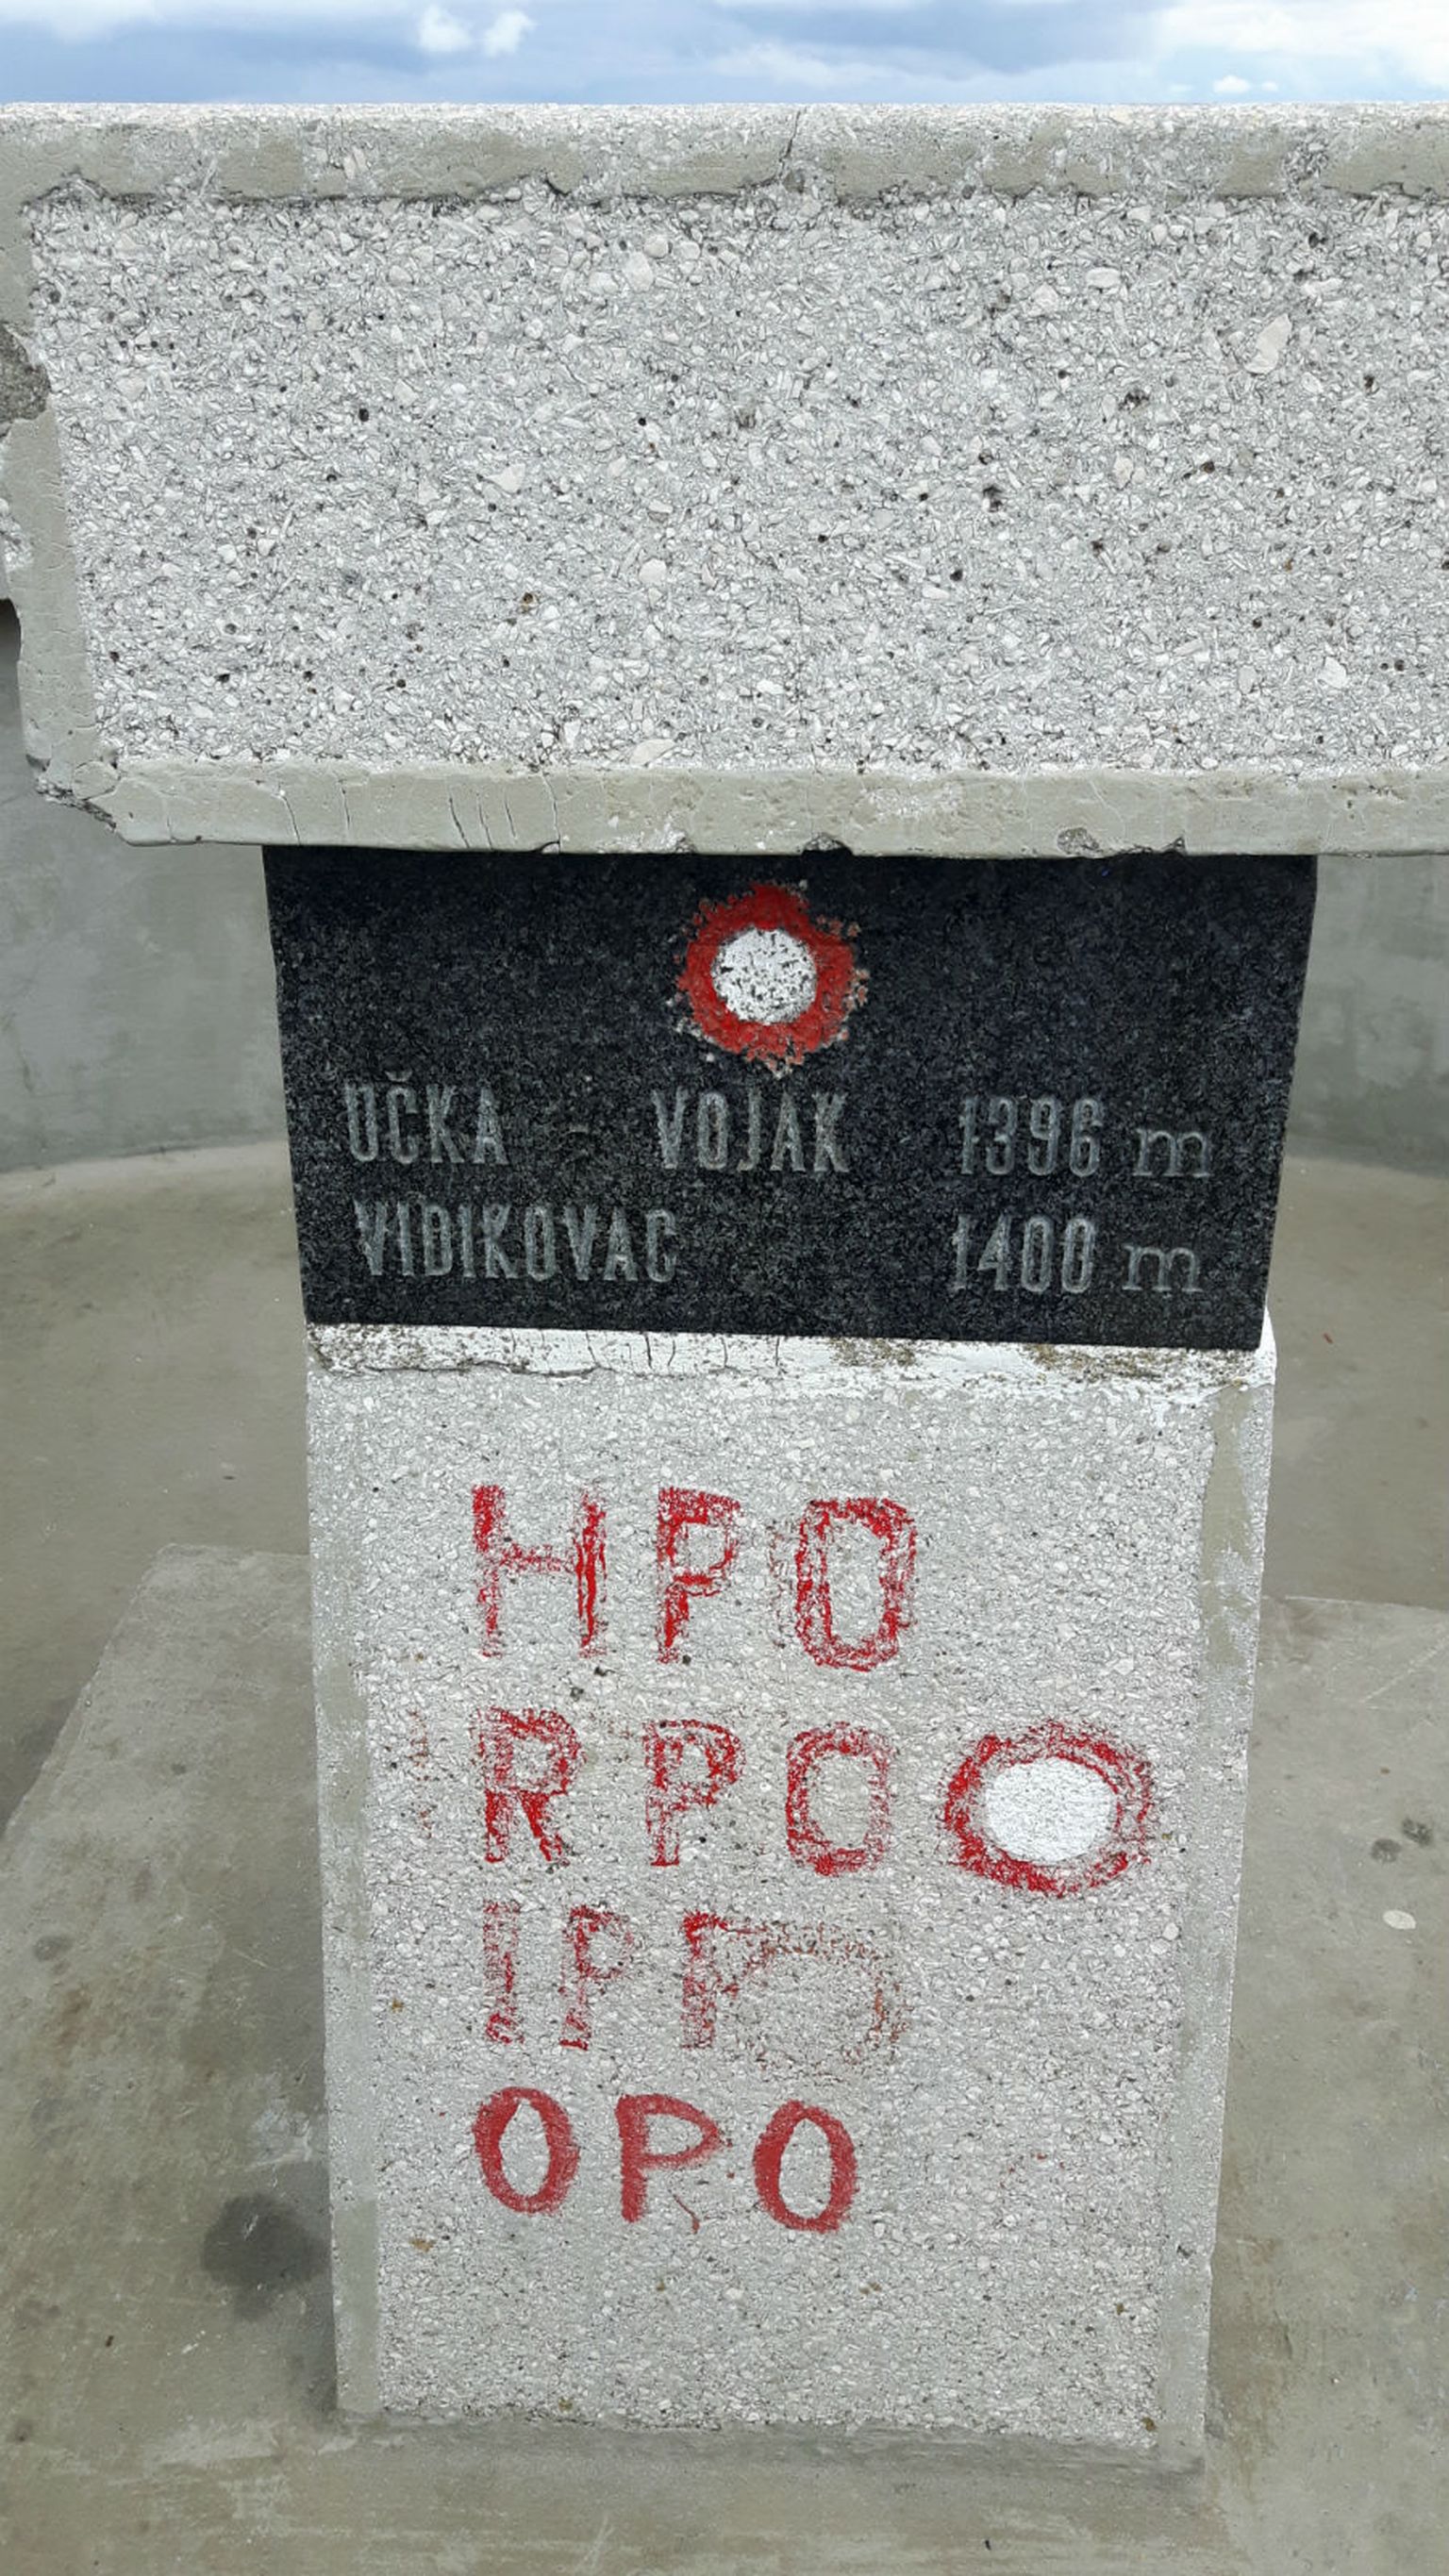 UČKA - VOJAK 1396 m
VIDIKOVAC 1400 m
HPO
RPO
IPP
OPO